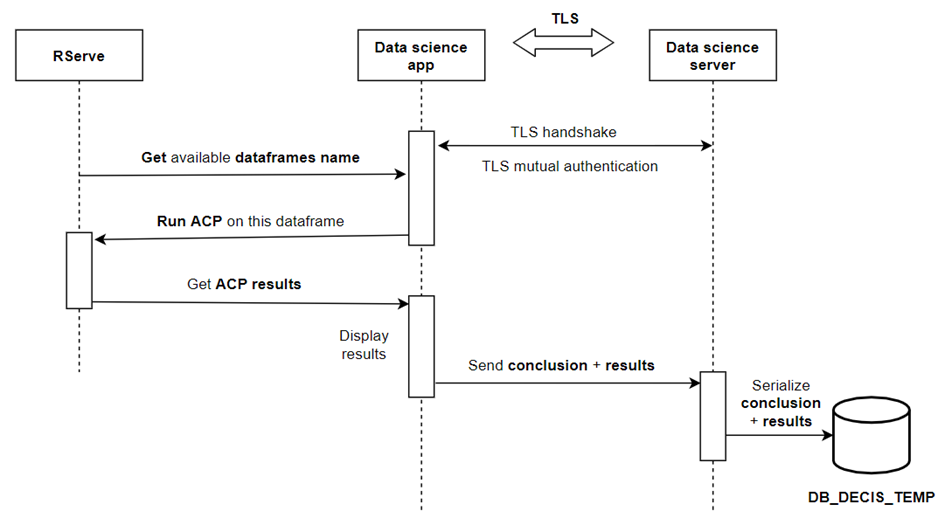 TLS
RServe
Data science
app
Data science
server
TLS handshake
Get available dataframes name
TLS mutual authentication
Run ACP on this dataframe
Get ACP results
Display
results
Send conclusion + results
Serialize
conclusion
+ results
DB_DECIS_TEMP